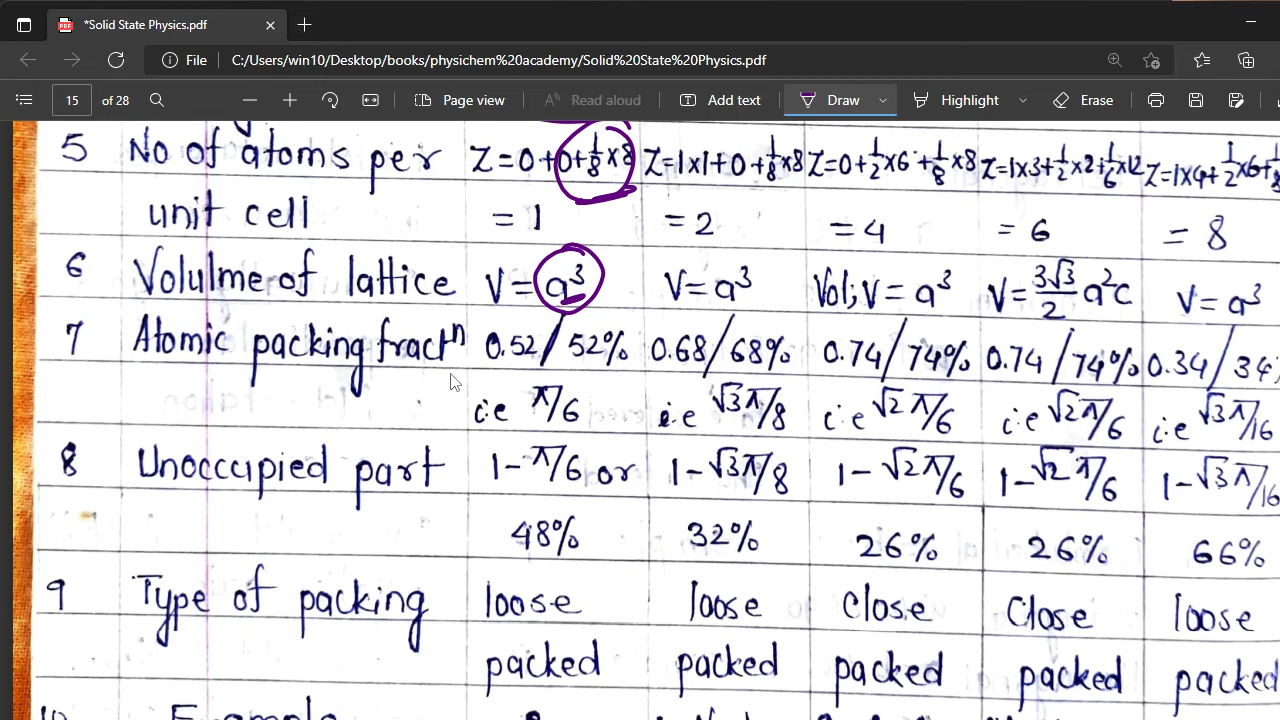 *Solid State Physics.pdf
File C:/Users/win10/Desktop/books/physichem%20academy/Solid%20State%20Physics.pdf
15 of 28 Page view Read aloud Add text Draw Highlight Erase
5 No of atoms per Z=0+0+1/8×8 Z=1×1+0+1/8×8 Z=0+1/2×6+1/8×8 Z=1×3+1/2×2+1/6×12 Z=1×4+1/2×6+1/8
unit cell =1 =2 =4 =6 =8
6 Volulme of lattice V=a³ V=a³ Vol; V=a³ V=3√3/2 a²c V=a³
7 Atomic packing fractⁿ 0.52/52% 0.68/68% 0.74/74% 0.74/74% 0.34/34
i.e π/6 i.e √3π/8 i.e √2π/6 i.e √2π/6 i.e √3π/16
8 Unoccupied part 1-π/6 or 1-√3π/8 1-√2π/6 1-√2π/6 1-√3π/16
48% 32% 26% 26% 66%
9 Type of packing loose loose Close Close loose
packed packed packed packed packed
10 Example